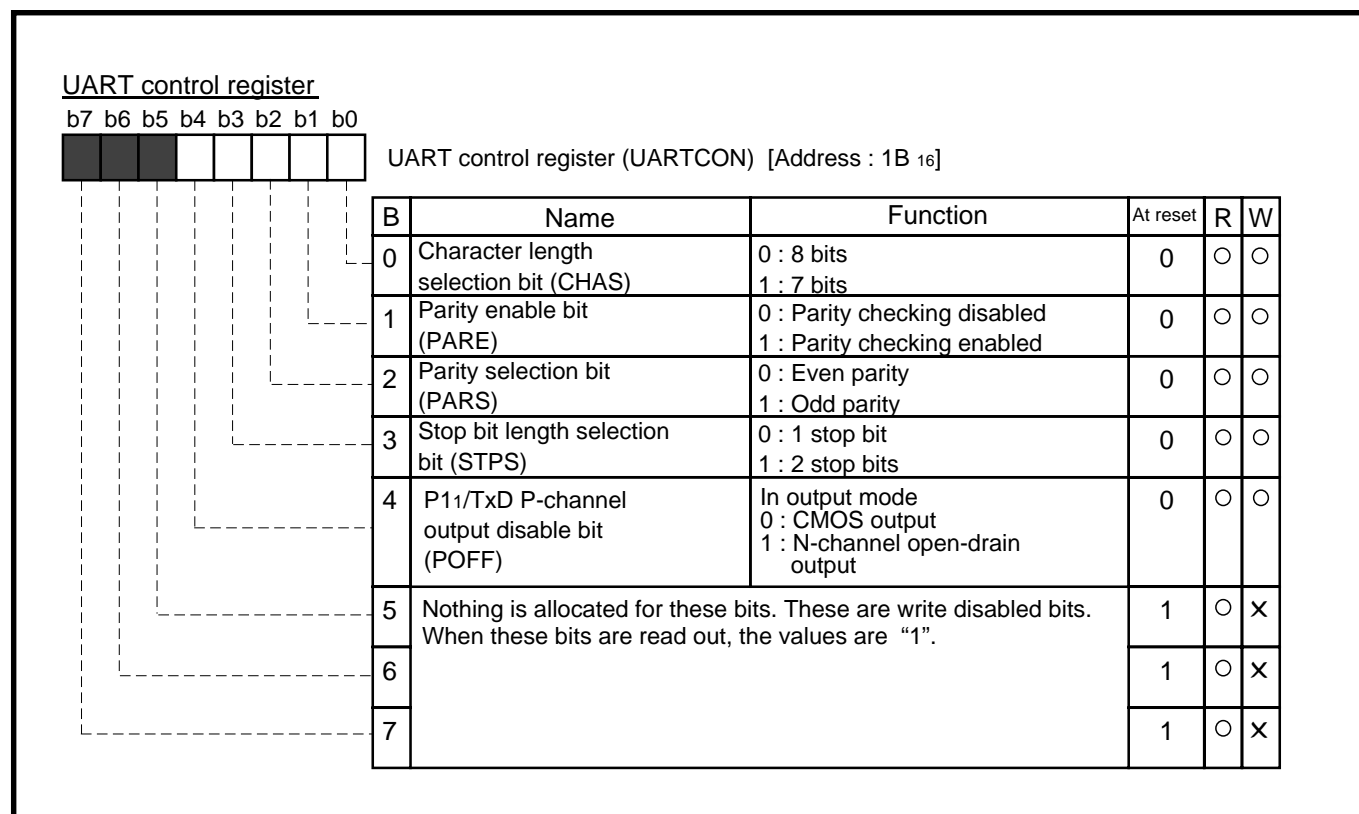 UART control register
b7 b6 b5 b4 b3 b2 b1 b0
UART control register (UARTCON) [Address : 1B 16]
B Name Function At reset R W
0 Character length selection bit (CHAS) 0 : 8 bits 1 : 7 bits 0 ○ ○
1 Parity enable bit (PARE) 0 : Parity checking disabled 1 : Parity checking enabled 0 ○ ○
2 Parity selection bit (PARS) 0 : Even parity 1 : Odd parity 0 ○ ○
3 Stop bit length selection bit (STPS) 0 : 1 stop bit 1 : 2 stop bits 0 ○ ○
4 P11/TxD P-channel output disable bit (POFF) In output mode 0 : CMOS output 1 : N-channel open-drain output 0 ○ ○
5 Nothing is allocated for these bits. These are write disabled bits. When these bits are read out, the values are “1”. 1 ○ ×
6 1 ○ ×
7 1 ○ ×